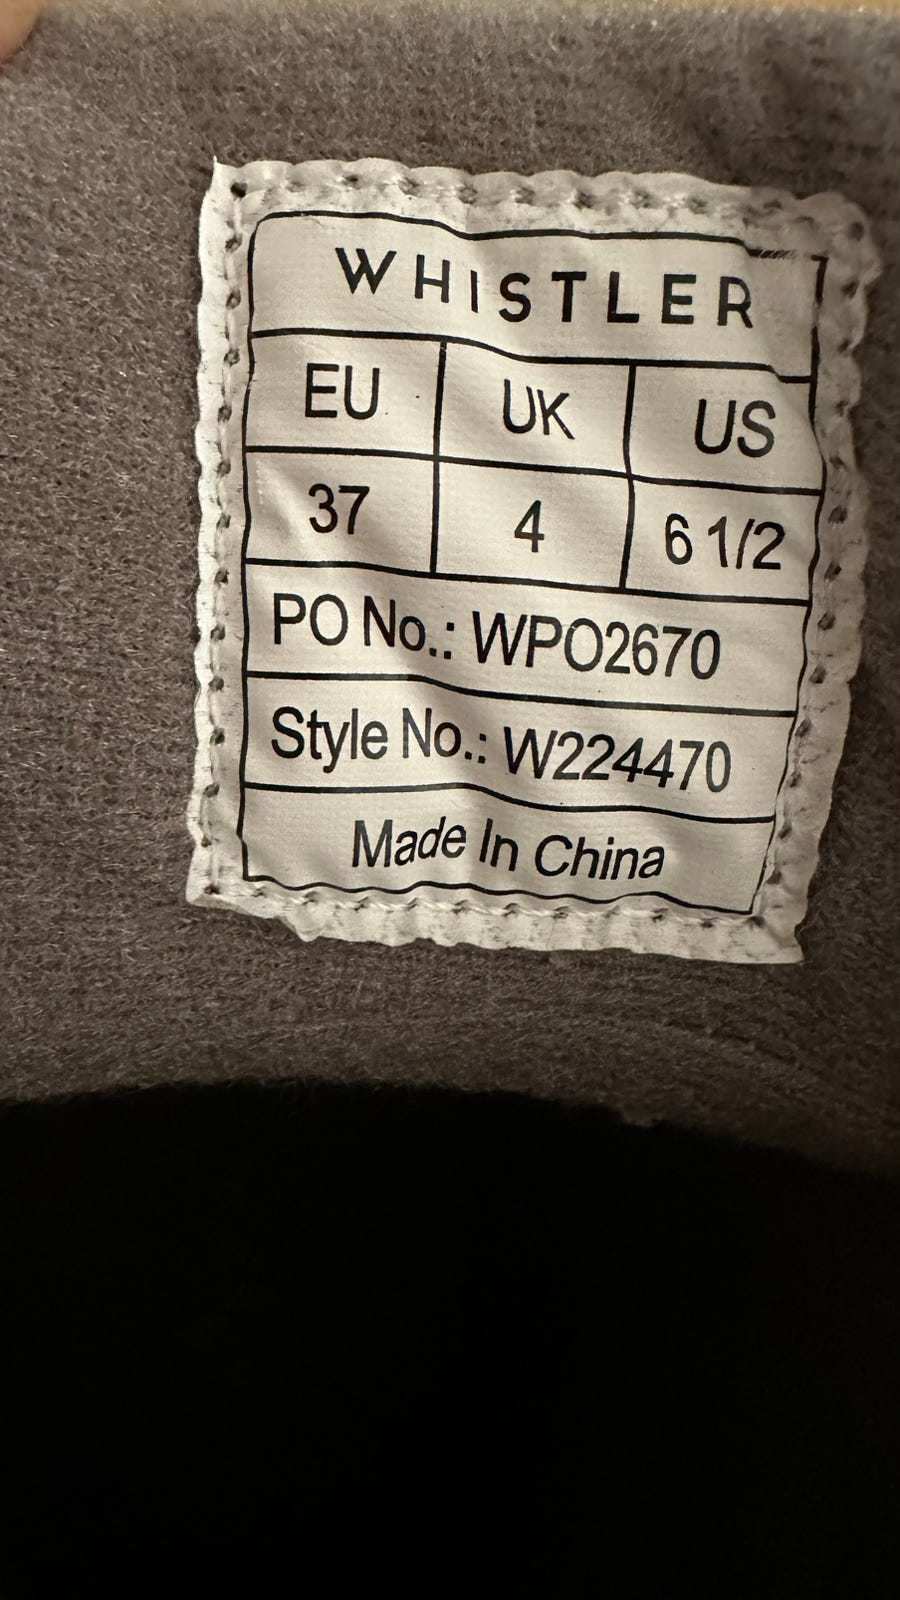 WHISTLER
EU UK US
37 4 6 1/2
PO No.: WPO2670
Style No.: W224470
Made In China